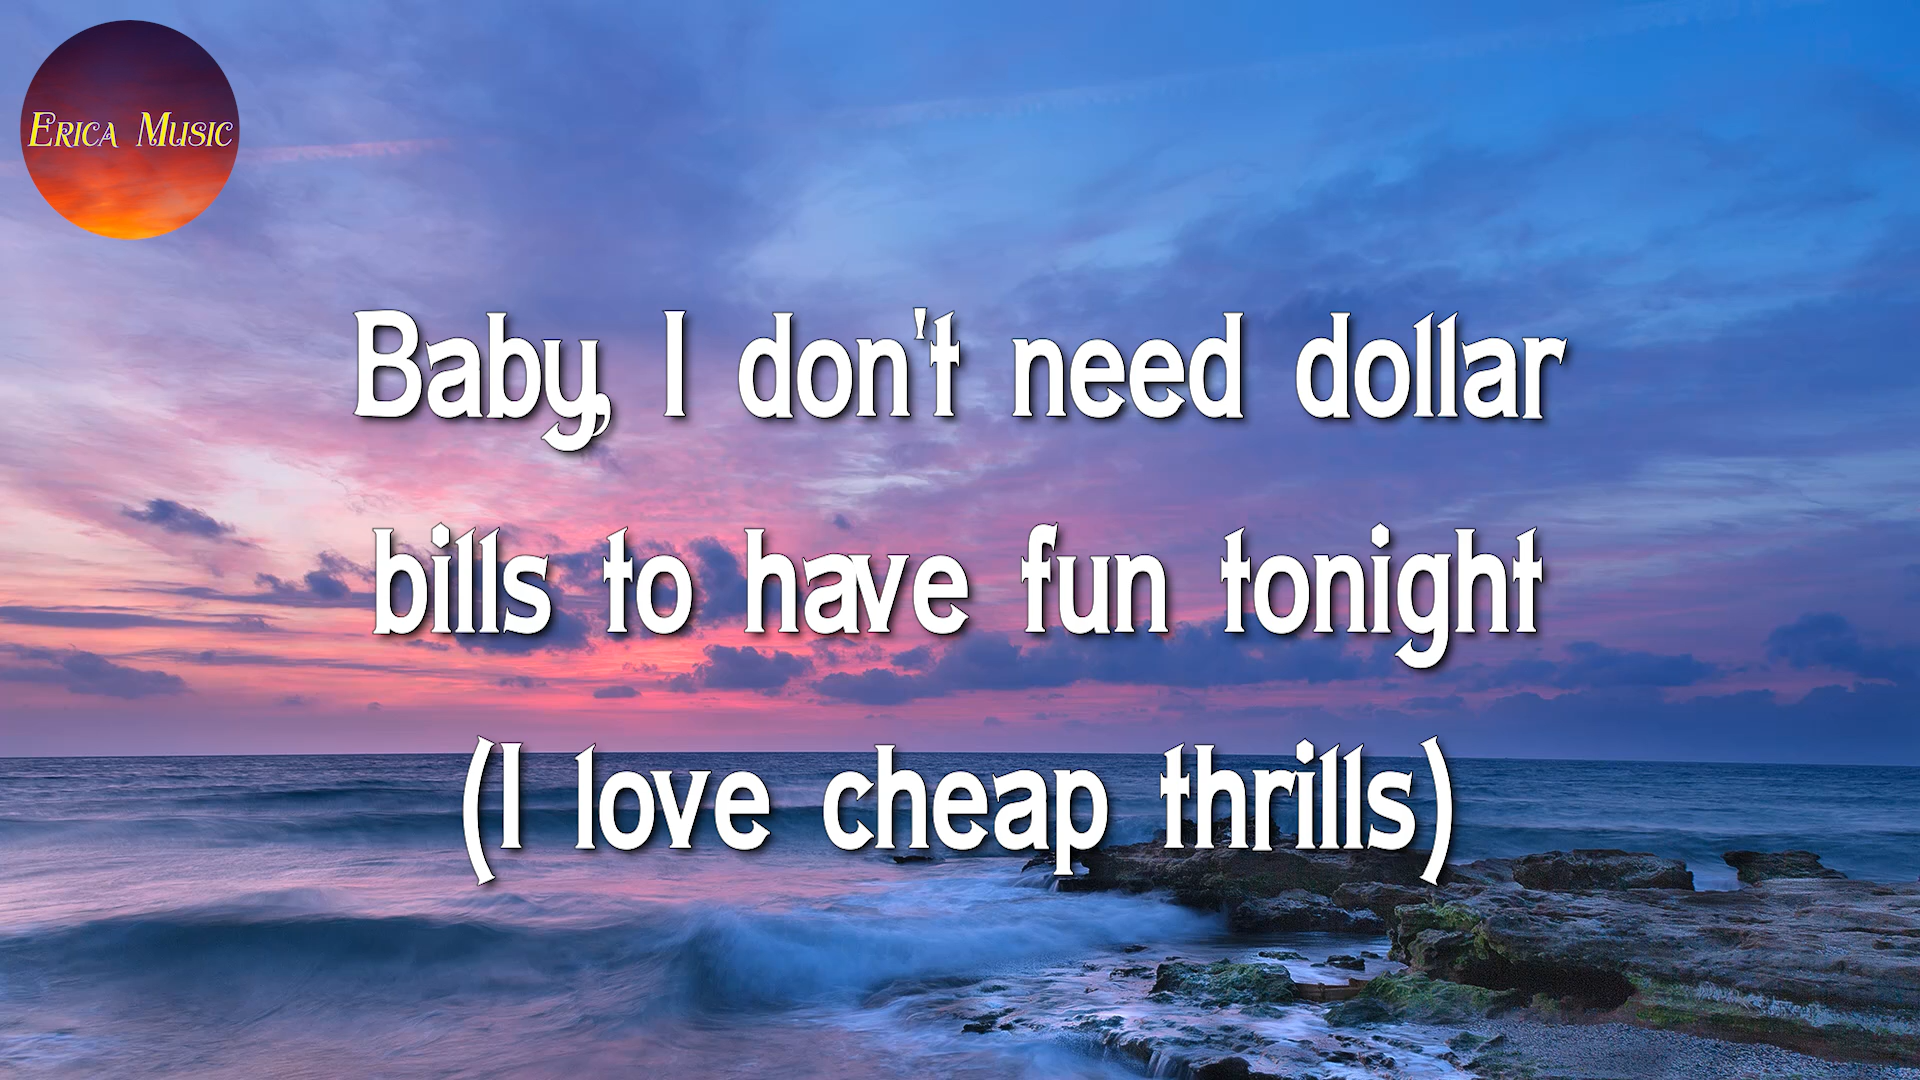 Erica Music
Baby, I don't need dollar
bills to have fun tonight
(I love cheap thrills)